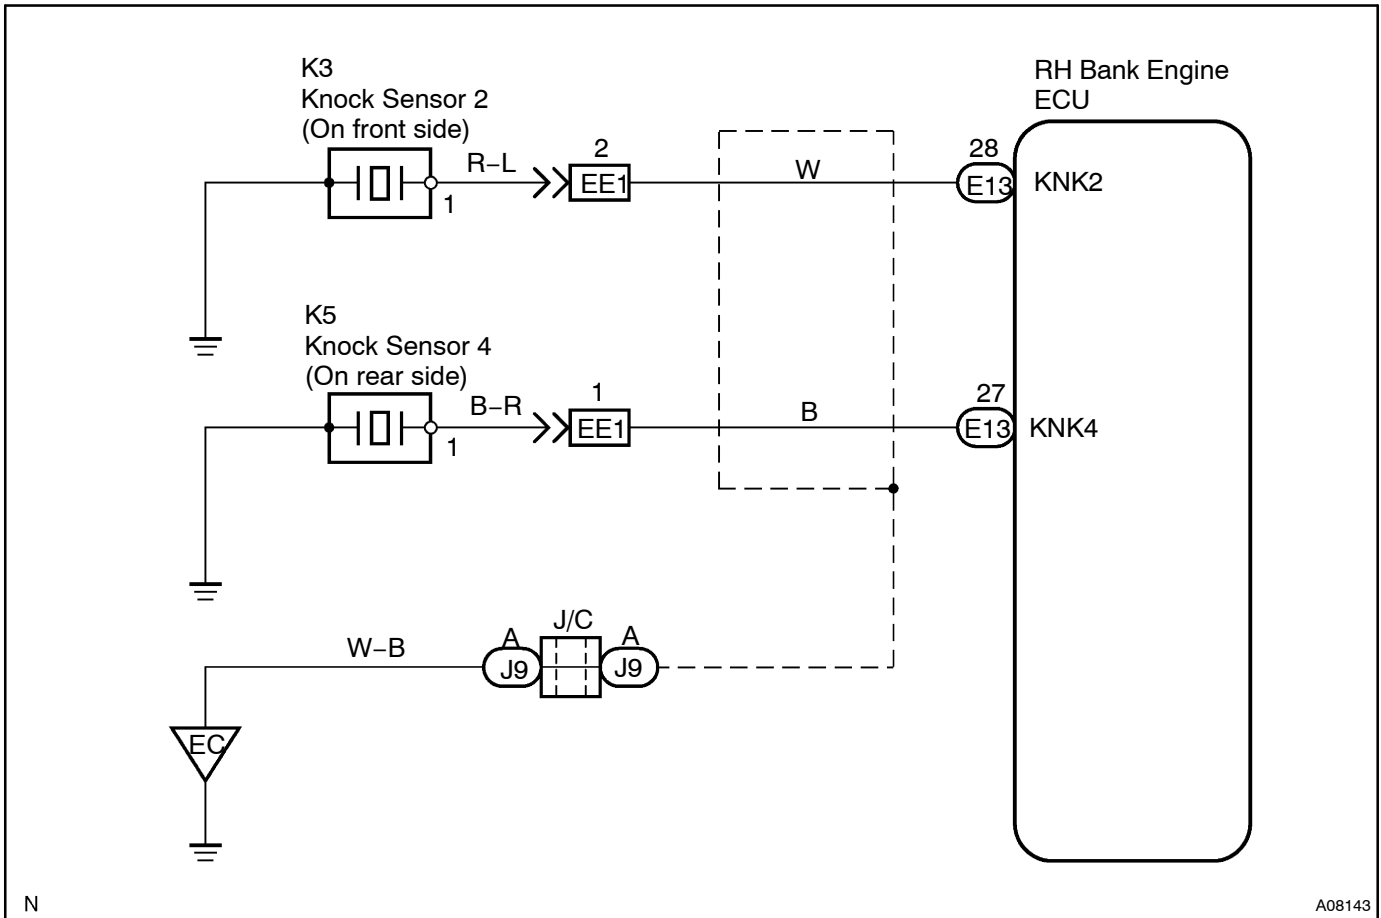 K3
Knock Sensor 2
(On front side)
RH Bank Engine
ECU
R–L
2
W
28
EE1
E13
KNK2
1
K5
Knock Sensor 4
(On rear side)
B–R
1
B
27
EE1
E13
KNK4
1
J/C
W–B
A
A
J9
J9
EC
N
A08143